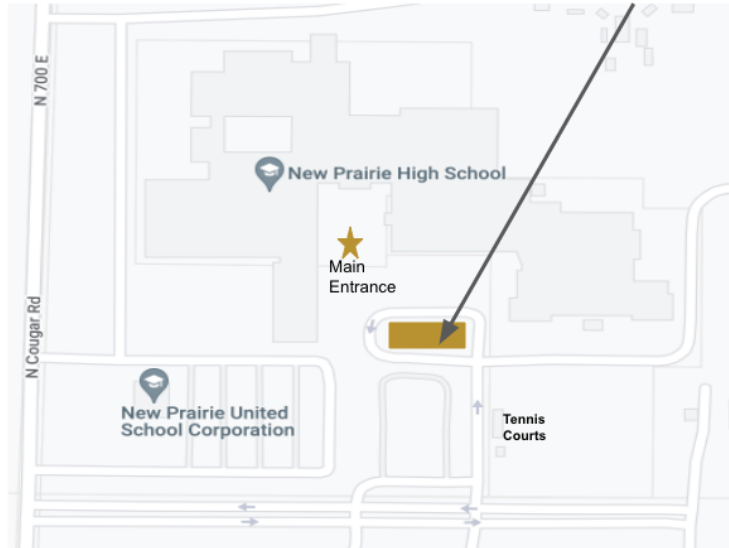 N 700 E
New Prairie High School
Main
Entrance
N Cougar Rd
New Prairie United
School Corporation
Tennis
Courts